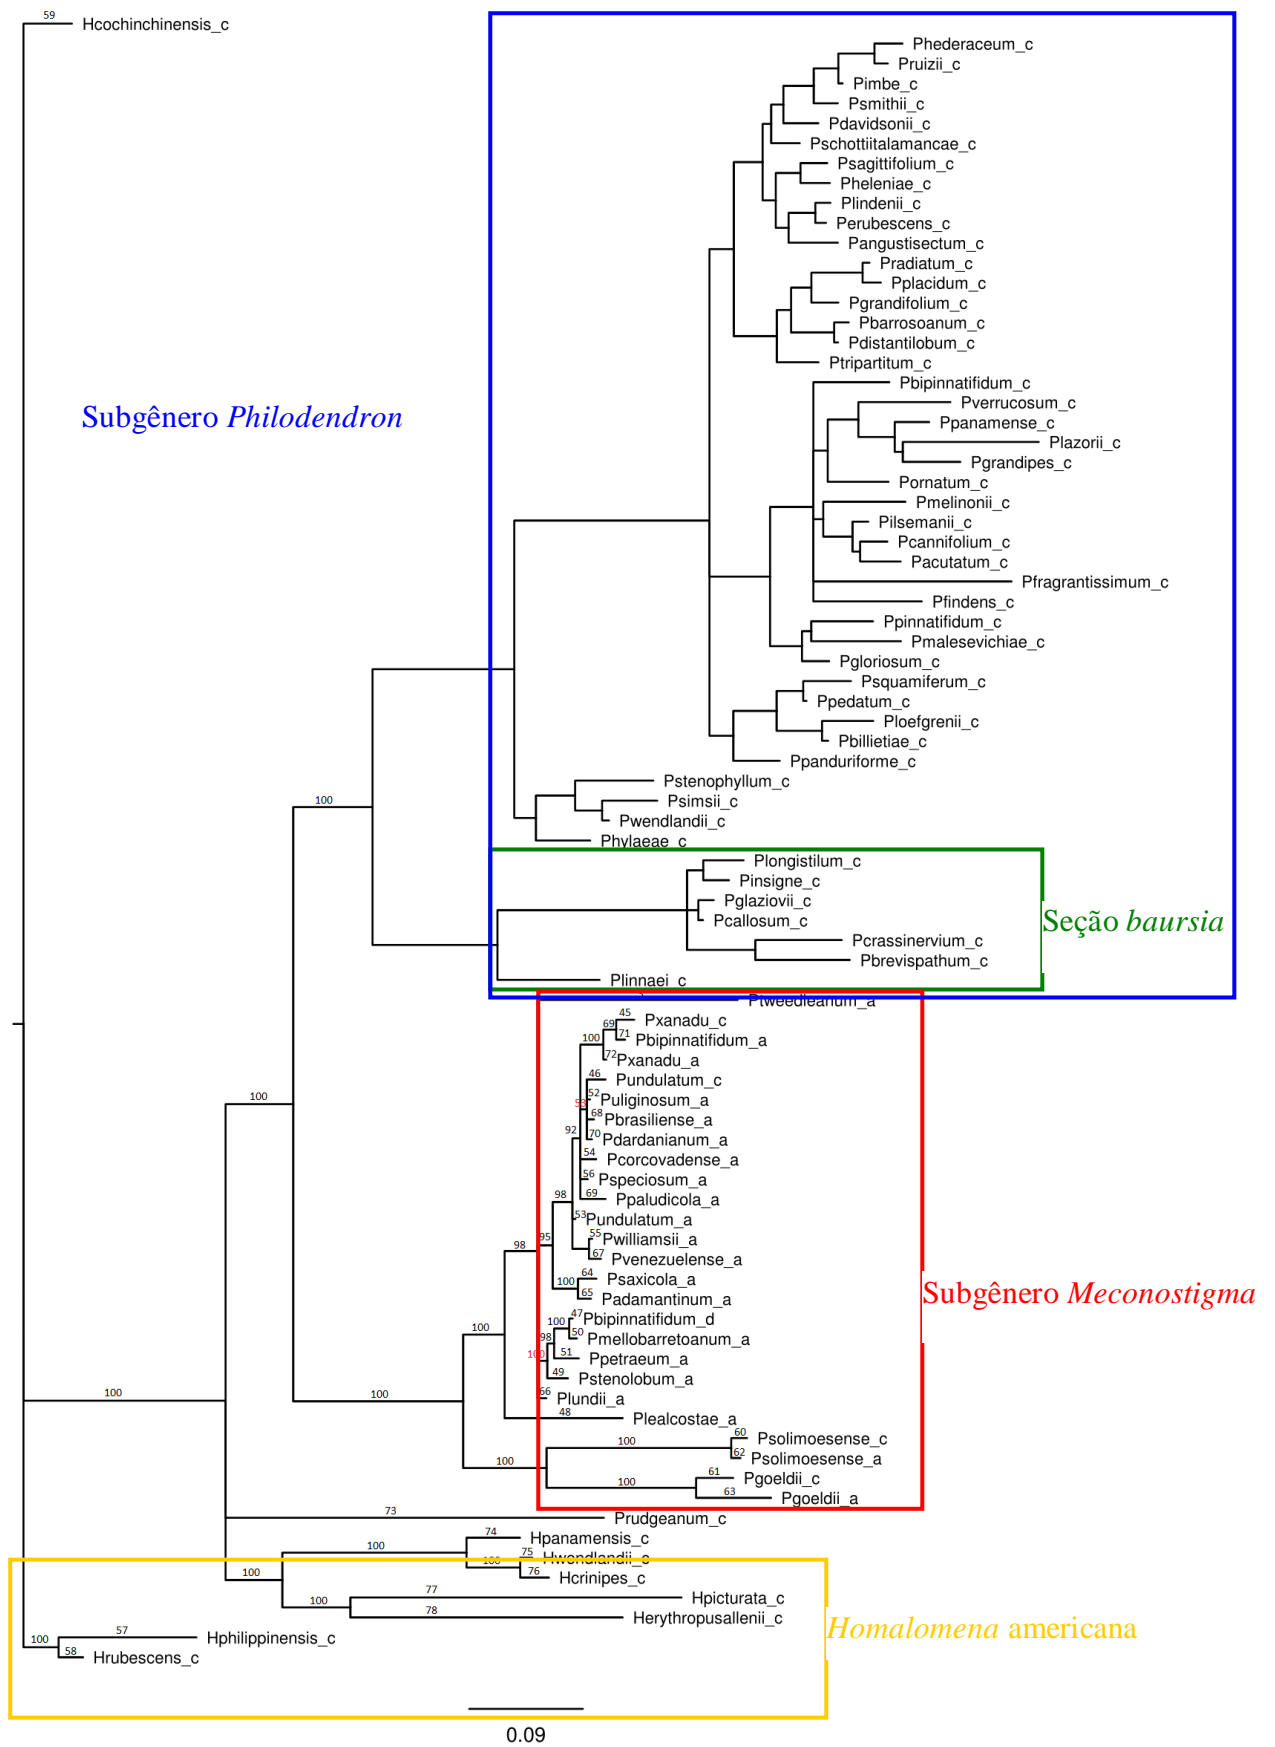 59
Hcochinchinensis_c
Phederaceum_c
Pruizii_c
Pimbe_c
Psmithii_c
Pdavidsonii_c
Pschottiitalamancae_c
Psagittifolium_c
Pheleniae_c
Plindenii_c
Perubescens_c
Pangustisectum_c
Pradiatum_c
Pplacidum_c
Pgrandifolium_c
Pbarrosoanum_c
Pdistantilobum_c
Ptripartitum_c
Pbipinnatifidum_c
Pverrucosum_c
Subgênero Philodendron
Ppanamense_c
Plazorii_c
Pgrandipes_c
Pornatum_c
Pmelinonii_c
Pilsemanii_c
Pcannifolium_c
Pacutatum_c
Pfragrantissimum_c
Pfindens_c
Ppinnatifidum_c
Pmalesevichiae_c
Pgloriosum_c
Psquamiferum_c
Ppedatum_c
Ploefgrenii_c
Pbillietiae_c
Ppanduriforme_c
Pstenophyllum_c
100
Psimsii_c
Pwendlandii_c
Phylaeae_c
Plongistilum_c
Pinsigne_c
Pglaziovii_c
Pcallosum_c
Seção baursia
Pcrassinervium_c
Pbrevispathum_c
Plinnaei_c
Ptweedieanum_a
45 Pxanadu_c
69
71 Pbipinnatifidum_a
100
72 Pxanadu_a
46 Pundulatum_c
52 Puliginosum_a
100
53
68 Pbrasiliense_a
92
70 Pdardanianum_a
54 Pcorcovadense_a
56 Pspeciosum_a
98
69 Ppaludicola_a
53 Pundulatum_a
98
95
55 Pwilliamsii_a
67 Pvenezuelense_a
100
64 Psaxicola_a
65 Padamantinum_a
Subgênero Meconostigma
100
47 Pbipinnatifidum_d
100
98
50 Pmellobarretoanum_a
100
51 Ppetraeum_a
49 Pstenolobum_a
100
100
66 Plundii_a
48 Plealcostae_a
100
60 Psolimoesense_c
100
62 Psolimoesense_a
100
61 Pgoeldii_c
63 Pgoeldii_a
73 Prudgeanum_c
100
74 Hpanamensis_c
100
75 Hwendlandii_c
100
76 Hcrinipes_c
100
77 Hpicturata_c
78 Herythropusallenii_c
Homalomena americana
100
57 Hphilippinensis_c
58 Hrubescens_c
0.09